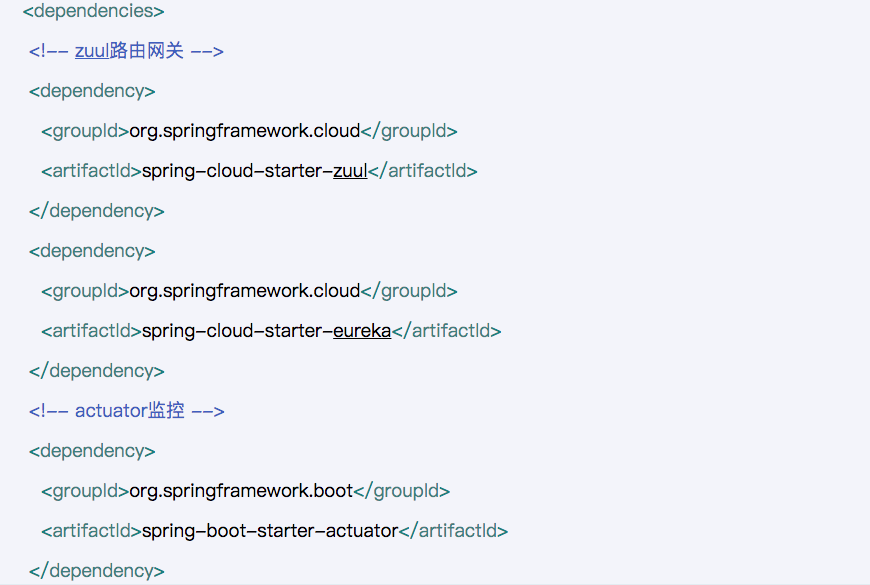 <dependencies>
<!-- zuul路由网关 -->
<dependency>
<groupId>org.springframework.cloud</groupId>
<artifactId>spring-cloud-starter-zuul</artifactId>
</dependency>
<dependency>
<groupId>org.springframework.cloud</groupId>
<artifactId>spring-cloud-starter-eureka</artifactId>
</dependency>
<!-- actuator监控 -->
<dependency>
<groupId>org.springframework.boot</groupId>
<artifactId>spring-boot-starter-actuator</artifactId>
</dependency>